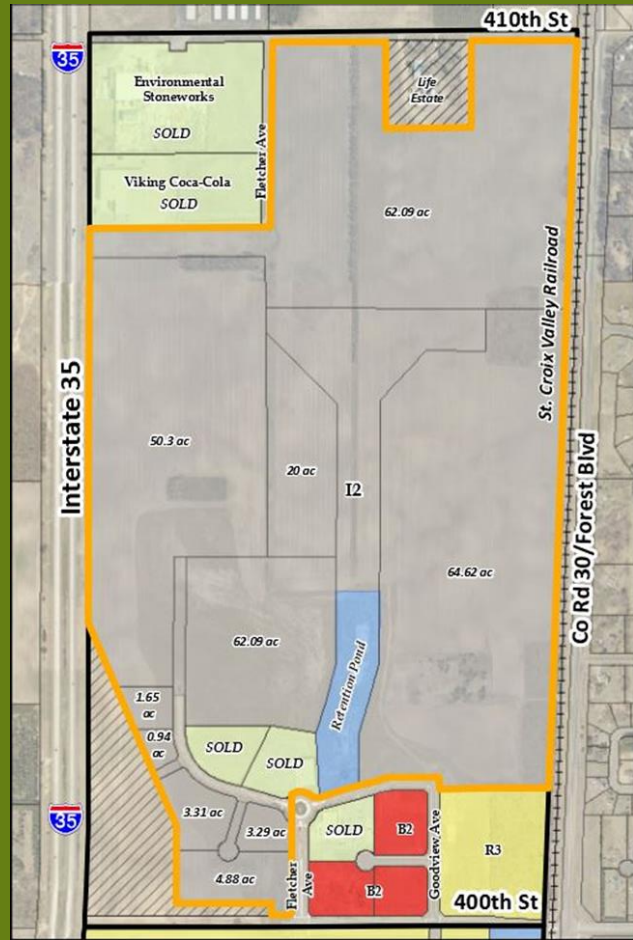 410th St
35
Environmental
Stoneworks
SOLD
Fletcher Ave
Viking Coca-Cola
SOLD
Life
Estate
62.09 ac
St. Croix Valley Railroad
Interstate 35
50.3 ac
20 ac
I2
64.62 ac
Co Rd 30/Forest Blvd
62.09 ac
Retention Pond
1.65
ac
0.94
ac
SOLD
SOLD
35
3.31 ac
3.29 ac
4.88 ac
Fletcher
Ave
SOLD
B2
B2
Goodview Ave
R3
400th St